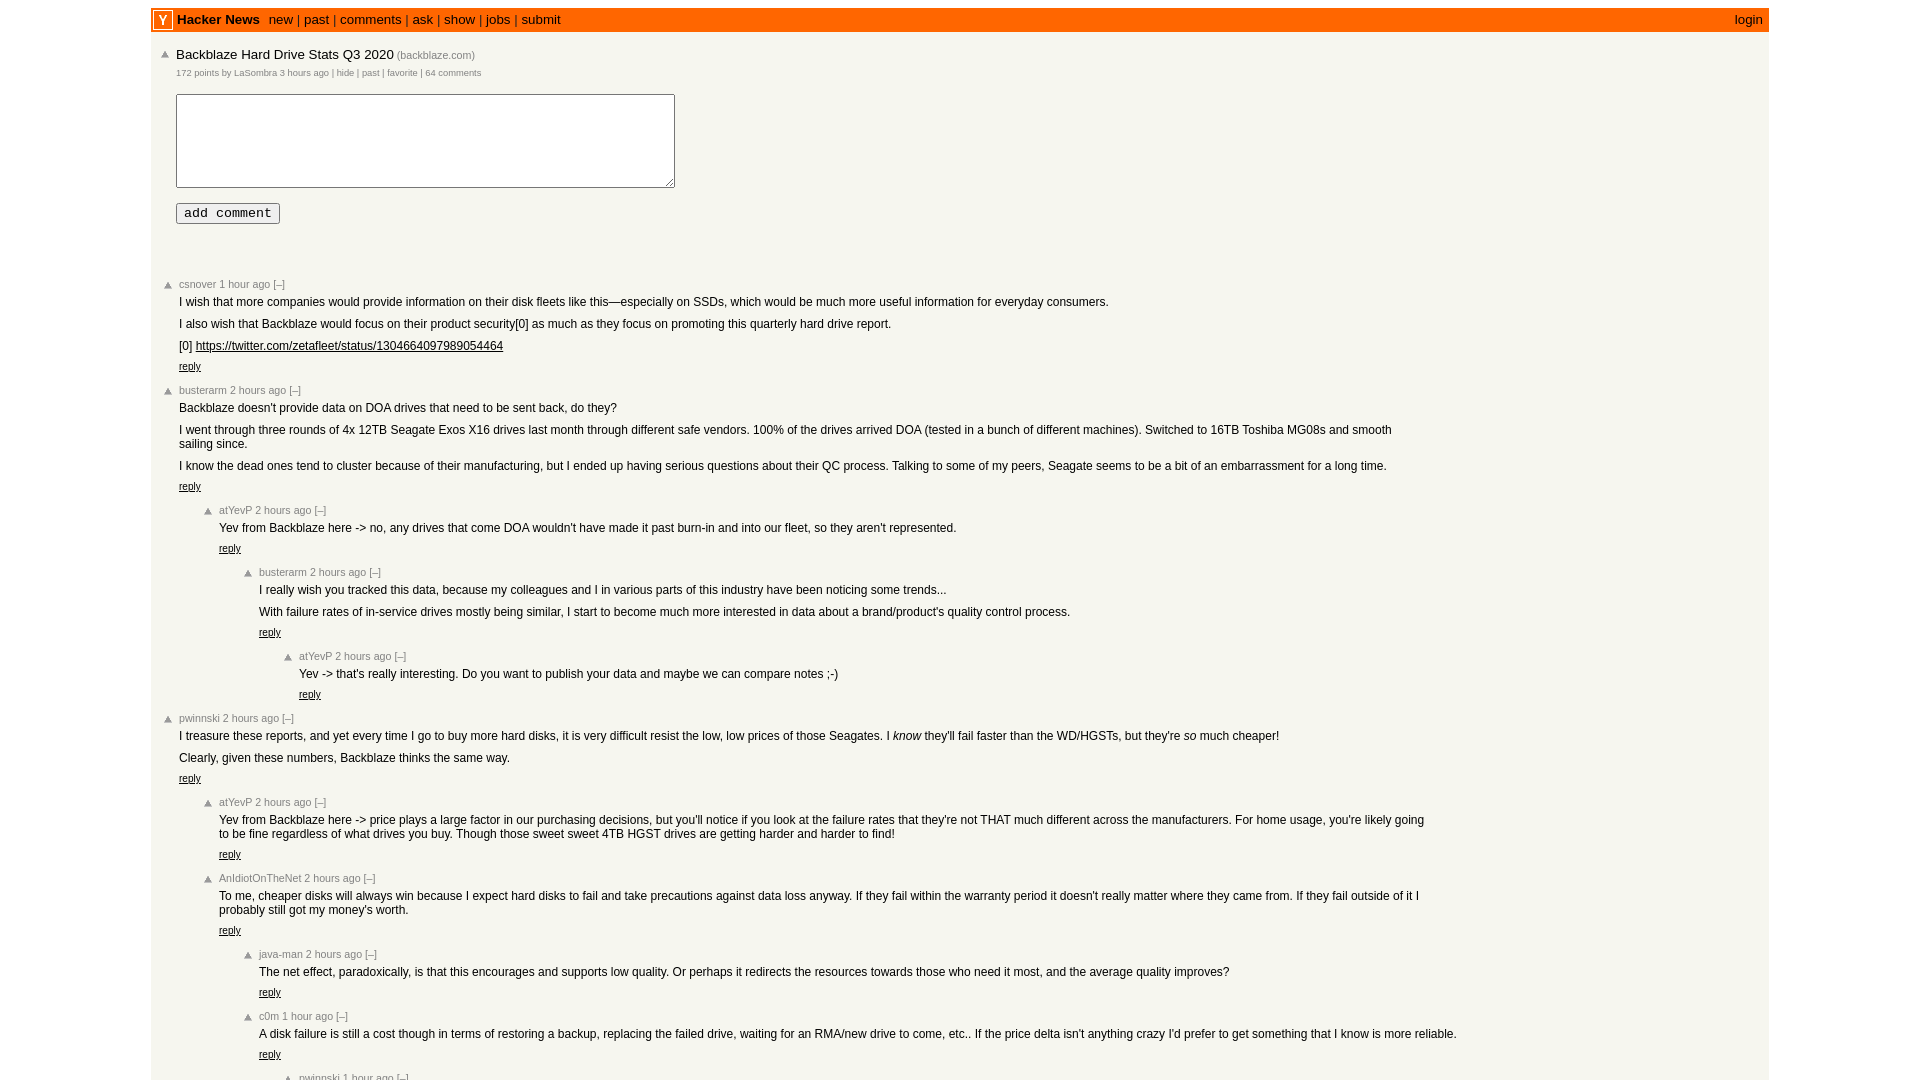 Y Hacker News new | past | comments | ask | show | jobs | submit login
Backblaze Hard Drive Stats Q3 2020 (backblaze.com)
172 points by LaSombra 3 hours ago | hide | past | favorite | 64 comments
add comment
csnover 1 hour ago [–]
I wish that more companies would provide information on their disk fleets like this—especially on SSDs, which would be much more useful information for everyday consumers.
I also wish that Backblaze would focus on their product security[0] as much as they focus on promoting this quarterly hard drive report.
[0] https://twitter.com/zetafleet/status/1304664097989054464
reply
busterarm 2 hours ago [–]
Backblaze doesn't provide data on DOA drives that need to be sent back, do they?
I went through three rounds of 4x 12TB Seagate Exos X16 drives last month through different safe vendors. 100% of the drives arrived DOA (tested in a bunch of different machines). Switched to 16TB Toshiba MG08s and smooth
sailing since.
I know the dead ones tend to cluster because of their manufacturing, but I ended up having serious questions about their QC process. Talking to some of my peers, Seagate seems to be a bit of an embarrassment for a long time.
reply
atYevP 2 hours ago [–]
Yev from Backblaze here -> no, any drives that come DOA wouldn't have made it past burn-in and into our fleet, so they aren't represented.
reply
busterarm 2 hours ago [–]
I really wish you tracked this data, because my colleagues and I in various parts of this industry have been noticing some trends...
With failure rates of in-service drives mostly being similar, I start to become much more interested in data about a brand/product's quality control process.
reply
atYevP 2 hours ago [–]
Yev -> that's really interesting. Do you want to publish your data and maybe we can compare notes ;-)
reply
pwinnski 2 hours ago [–]
I treasure these reports, and yet every time I go to buy more hard disks, it is very difficult resist the low, low prices of those Seagates. I know they'll fail faster than the WD/HGSTs, but they're so much cheaper!
Clearly, given these numbers, Backblaze thinks the same way.
reply
atYevP 2 hours ago [–]
Yev from Backblaze here -> price plays a large factor in our purchasing decisions, but you'll notice if you look at the failure rates that they're not THAT much different across the manufacturers. For home usage, you're likely going
to be fine regardless of what drives you buy. Though those sweet sweet 4TB HGST drives are getting harder and harder to find!
reply
AnIdiotOnTheNet 2 hours ago [–]
To me, cheaper disks will always win because I expect hard disks to fail and take precautions against data loss anyway. If they fail within the warranty period it doesn't really matter where they came from. If they fail outside of it I
probably still got my money's worth.
reply
java-man 2 hours ago [–]
The net effect, paradoxically, is that this encourages and supports low quality. Or perhaps it redirects the resources towards those who need it most, and the average quality improves?
reply
c0m 1 hour ago [–]
A disk failure is still a cost though in terms of restoring a backup, replacing the failed drive, waiting for an RMA/new drive to come, etc.. If the price delta isn't anything crazy I'd prefer to get something that I know is more reliable.
reply
pwinnski 1 hour ago [–]